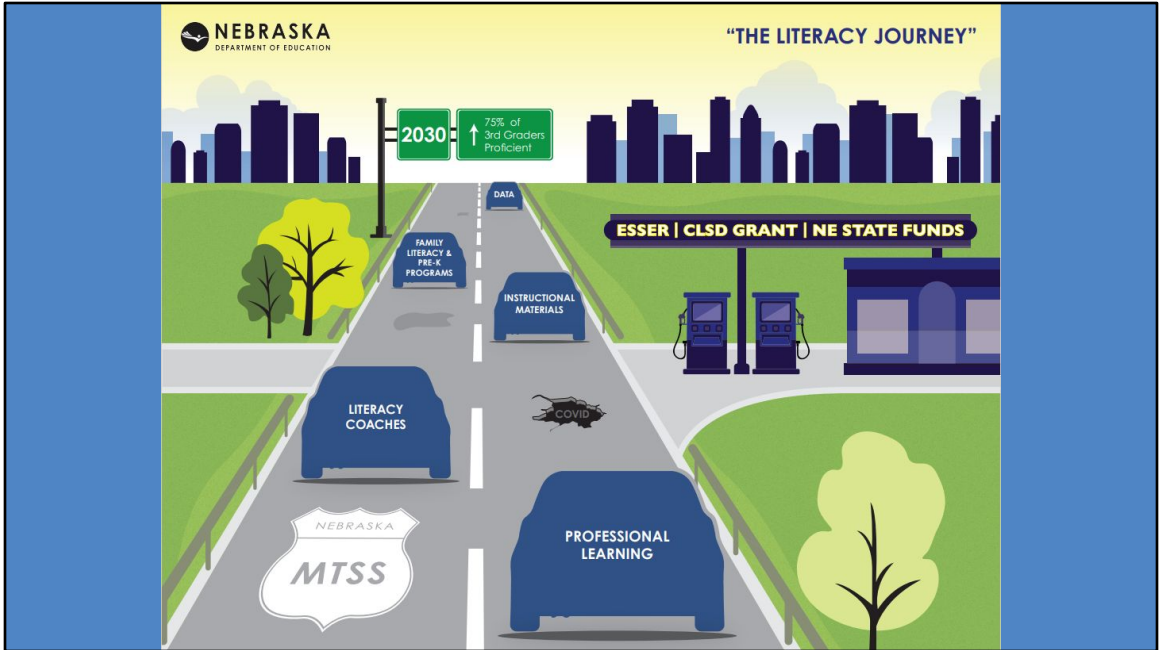 NEBRASKA
DEPARTMENT OF EDUCATION
"THE LITERACY JOURNEY"
2030
75% of
3rd Graders
Proficient
DATA
FAMILY
LITERACY &
PRE-K
PROGRAMS
ESSER | CLSD GRANT | NE STATE FUNDS
INSTRUCTIONAL
MATERIALS
LITERACY
COACHES
COVID
NEBRASKA
MTSS
PROFESSIONAL
LEARNING